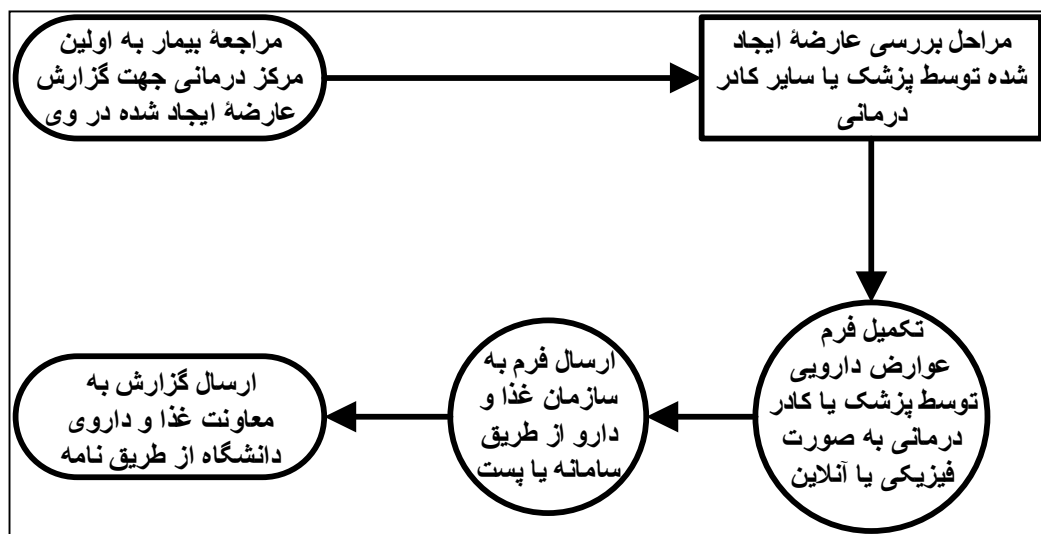 مراجعهٔ بیمار به اولین
مرکز درمانی جهت گزارش
عارضهٔ ایجاد شده در وی
مراحل بررسی عارضهٔ ایجاد
شده توسط پزشک یا سایر کادر
درمانی
تکمیل فرم
عوارض دارویی
توسط پزشک یا کادر
درمانی به صورت
فیزیکی یا آنلاین
ارسال فرم به
سازمان غذا و
دارو از طریق
سامانه یا پست
ارسال گزارش به
معاونت غذا و داروی
دانشگاه از طریق نامه